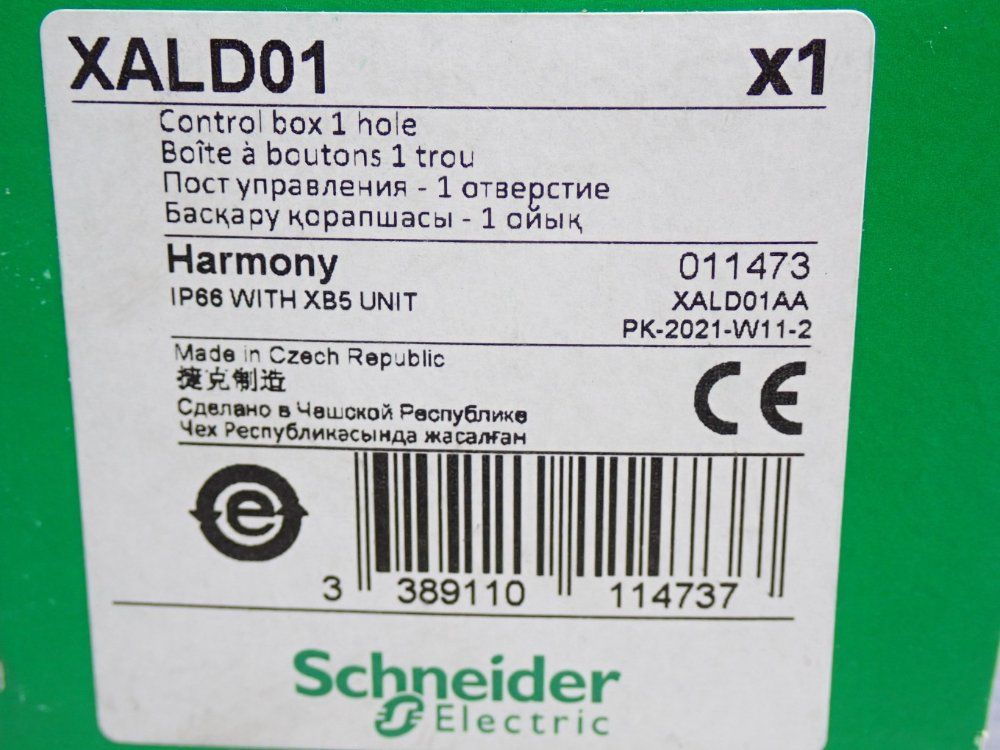 XALD01 x1
Control box 1 hole
Boîte à boutons 1 trou
Пост управления - 1 отверстие
Басқару қорапшасы - 1 ойық
Harmony 011473
IP66 WITH XB5 UNIT XALD01AA
PK-2021-W11-2
Made in Czech Republic
捷克制造
Сделано в Чешской Республике
Чех Республикасында жасалған
CE
e
3 389110 114737
Schneider
Electric